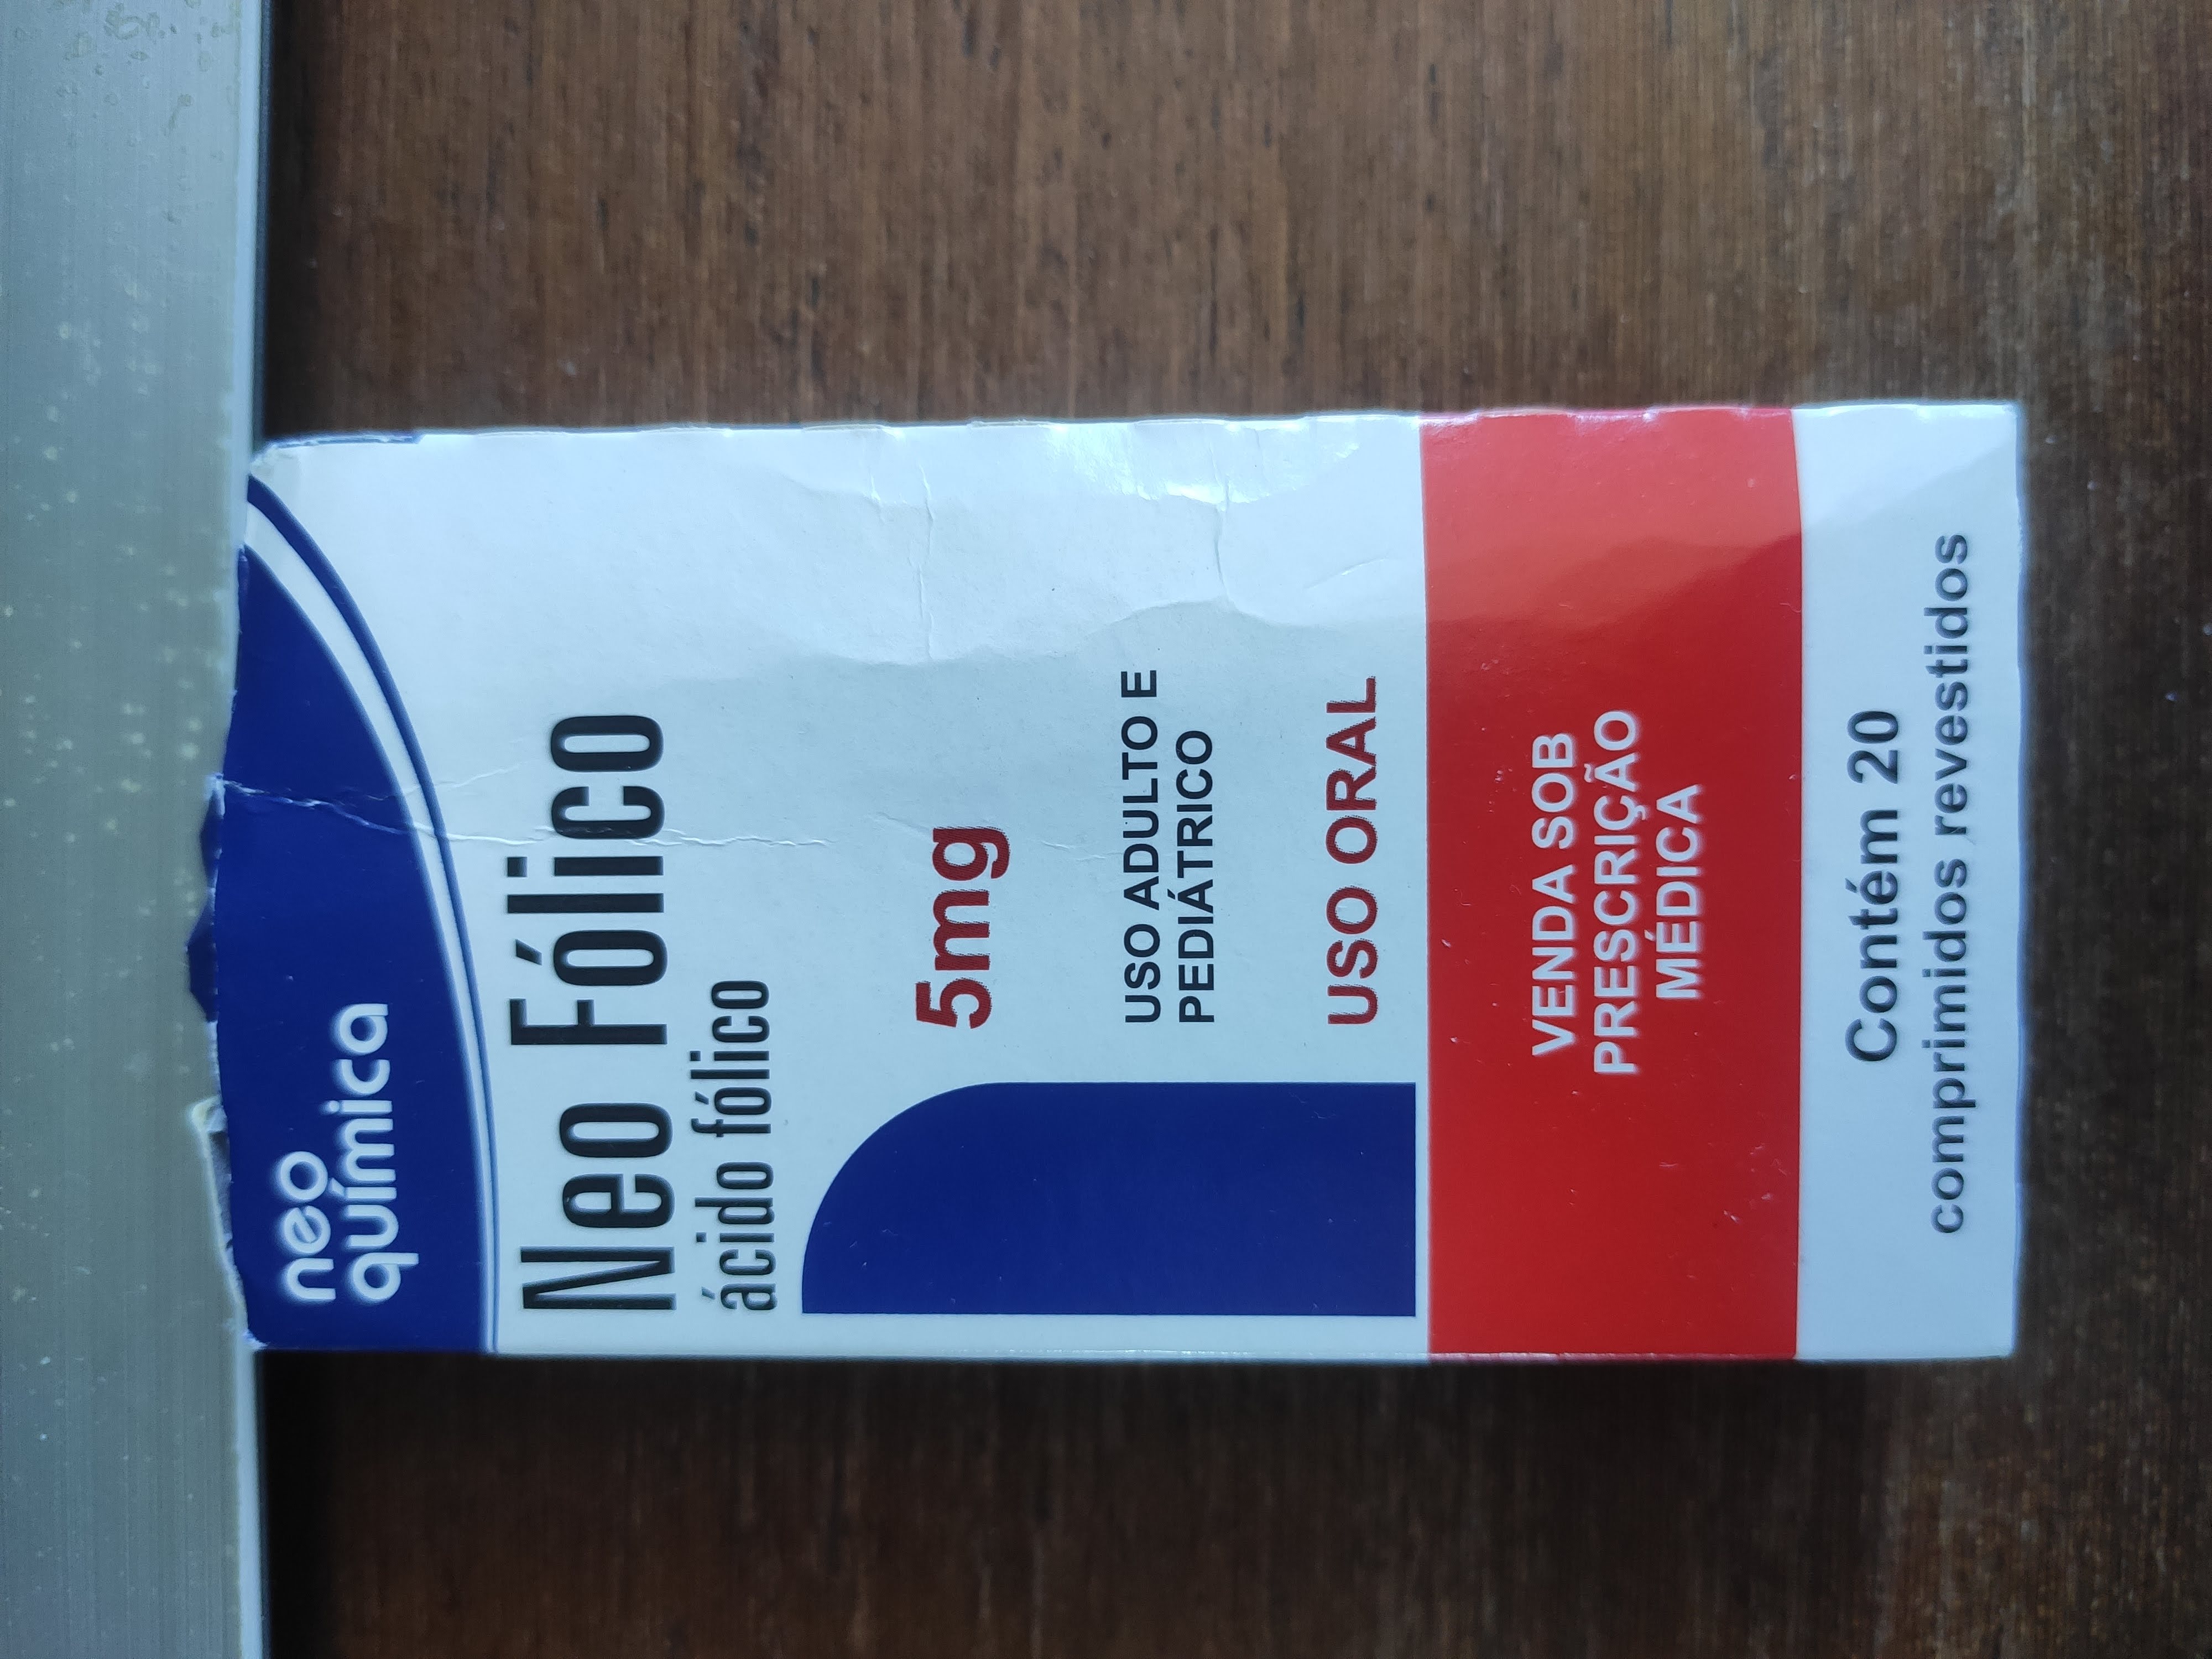 neo
química
Neo Fólico
ácido fólico
5mg
USO ADULTO E
PEDIÁTRICO
USO ORAL
VENDA SOB
PRESCRIÇÃO
MÉDICA
Contém 20
comprimidos revestidos